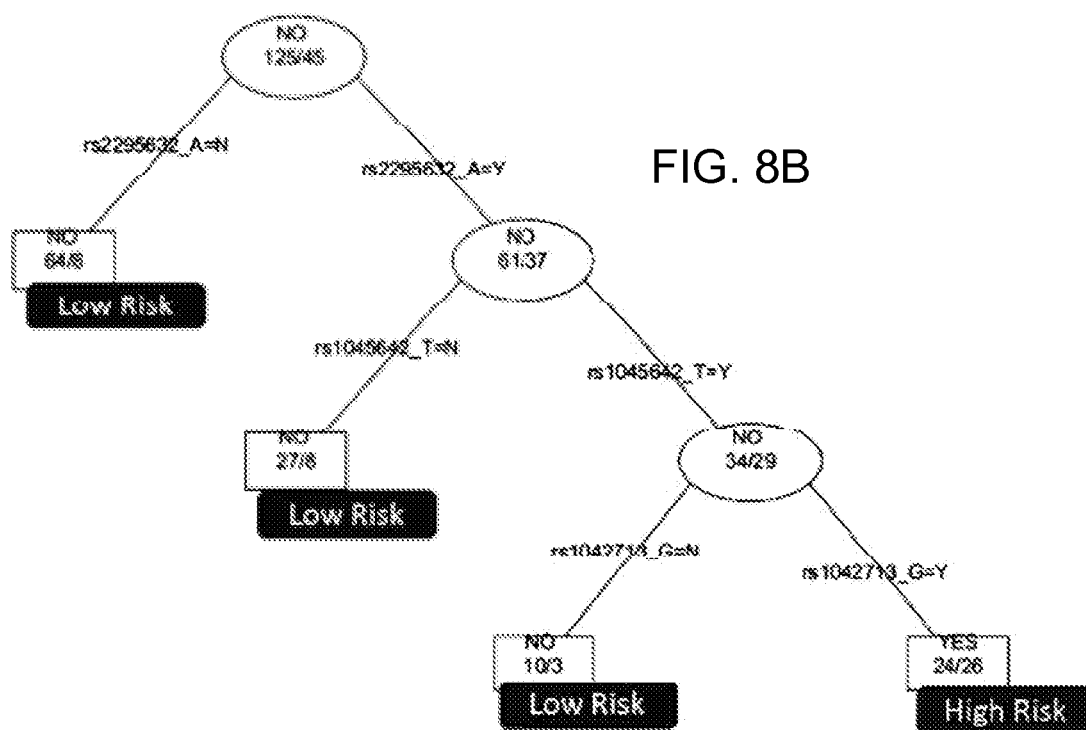 NO
125/45
rs2295632_A=N
rs2295632_A=Y
FIG. 8B
NO
64/8
Low Risk
NO
61/37
rs1045642_T=N
rs1045642_T=Y
NO
27/8
Low Risk
NO
34/29
rs1042713_G=N
rs1042713_G=Y
NO
10/3
Low Risk
YES
24/26
High Risk